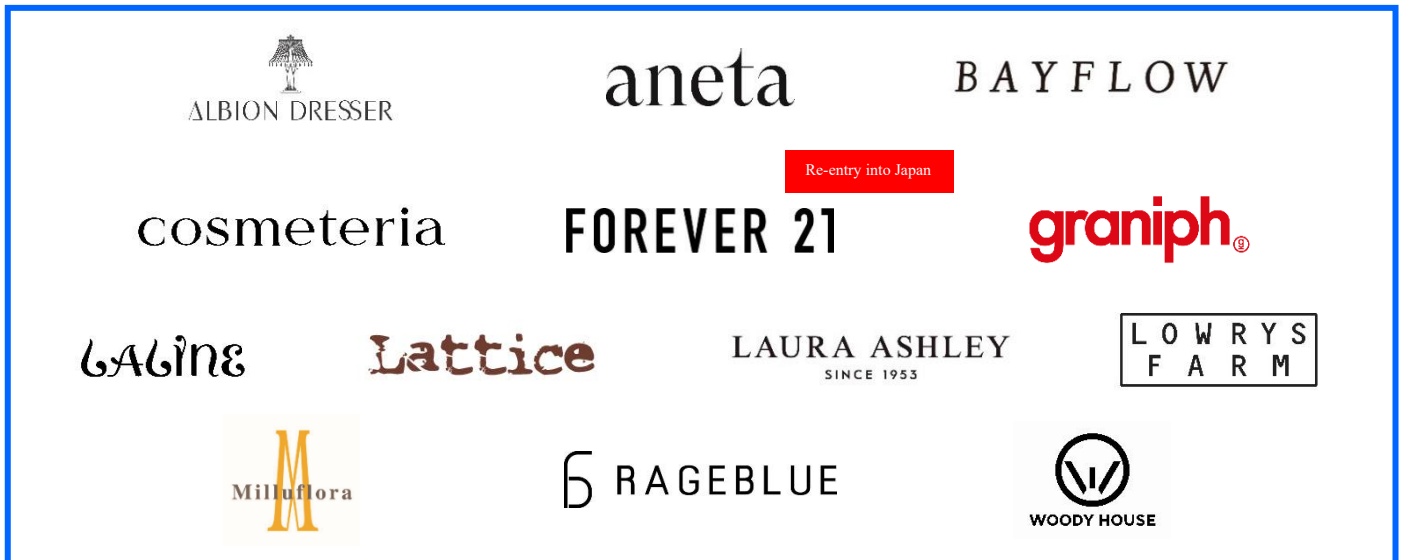 ALBION DRESSER
aneta
BAYFLOW
Re-entry into Japan
cosmeteria
FOREVER 21
graniph
g
LALINE
Lattice
LAURA ASHLEY
SINCE 1953
LOWRYS
FARM
M
Milluflora
RAGEBLUE
W
WOODY HOUSE